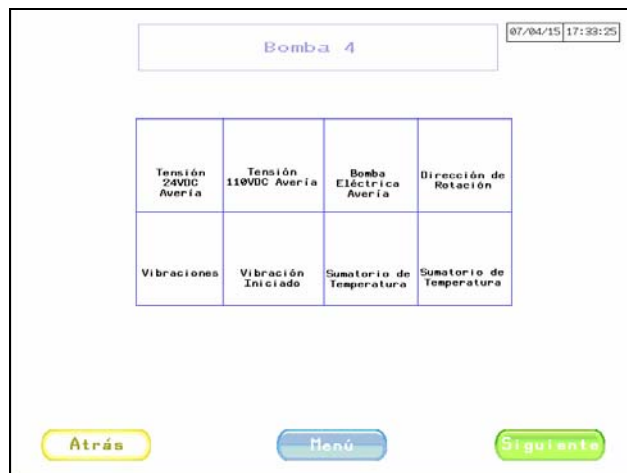 Bomba 4
07/04/15 17:33:25
Tensión
24VDC
Avería
Tensión
110VDC Avería
Bomba
Eléctrica
Avería
Dirección de
Rotación
Vibraciones
Vibración
Iniciado
Sumatorio de
Temperatura
Sumatorio de
Temperatura
Atrás
Menú
Siguiente